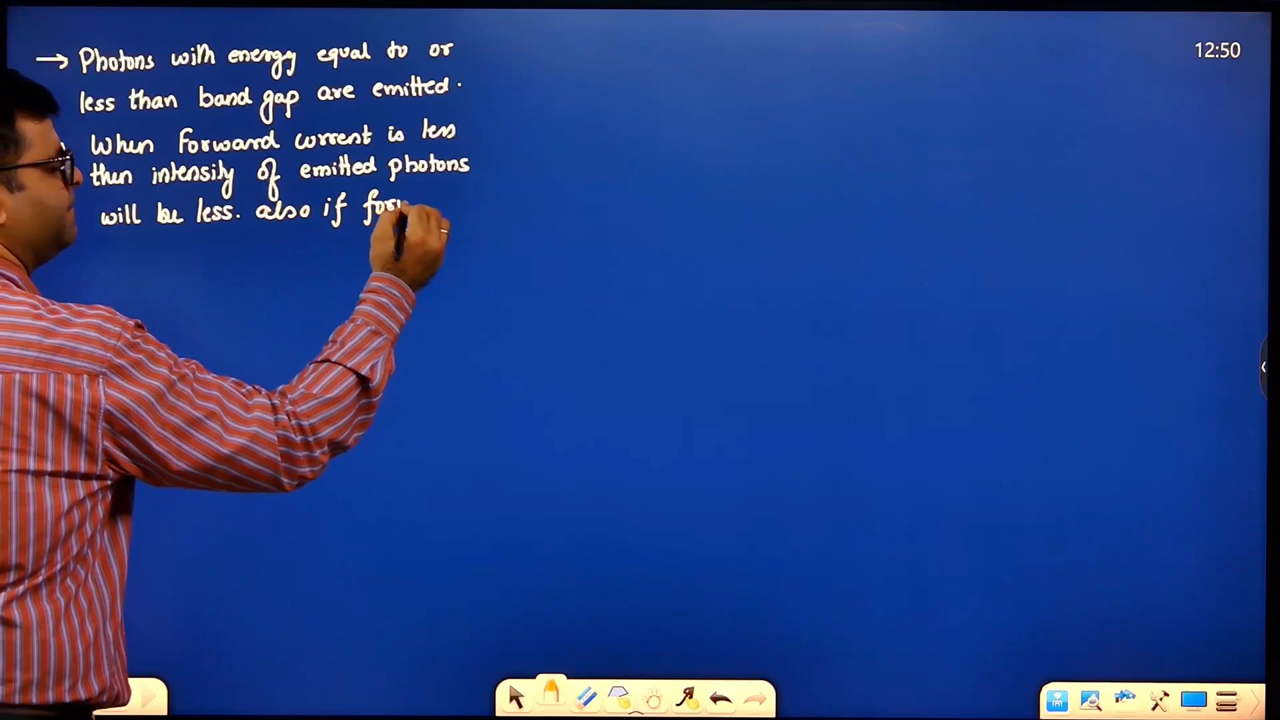 12:50
→ Photons with energy equal to or
less than band gap are emitted.
When Forward current is less
then intensity of emitted photons
will be less. also if for